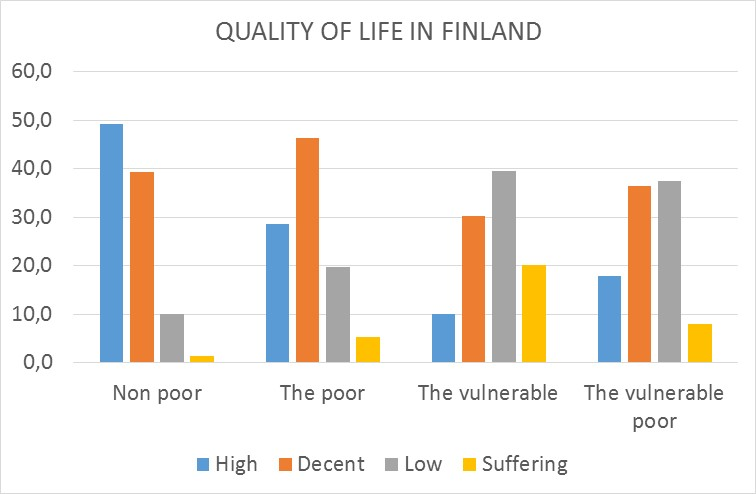 QUALITY OF LIFE IN FINLAND
60,0
50,0
40,0
30,0
20,0
10,0
0,0
Non poor The poor The vulnerable The vulnerable
poor
High Decent Low Suffering